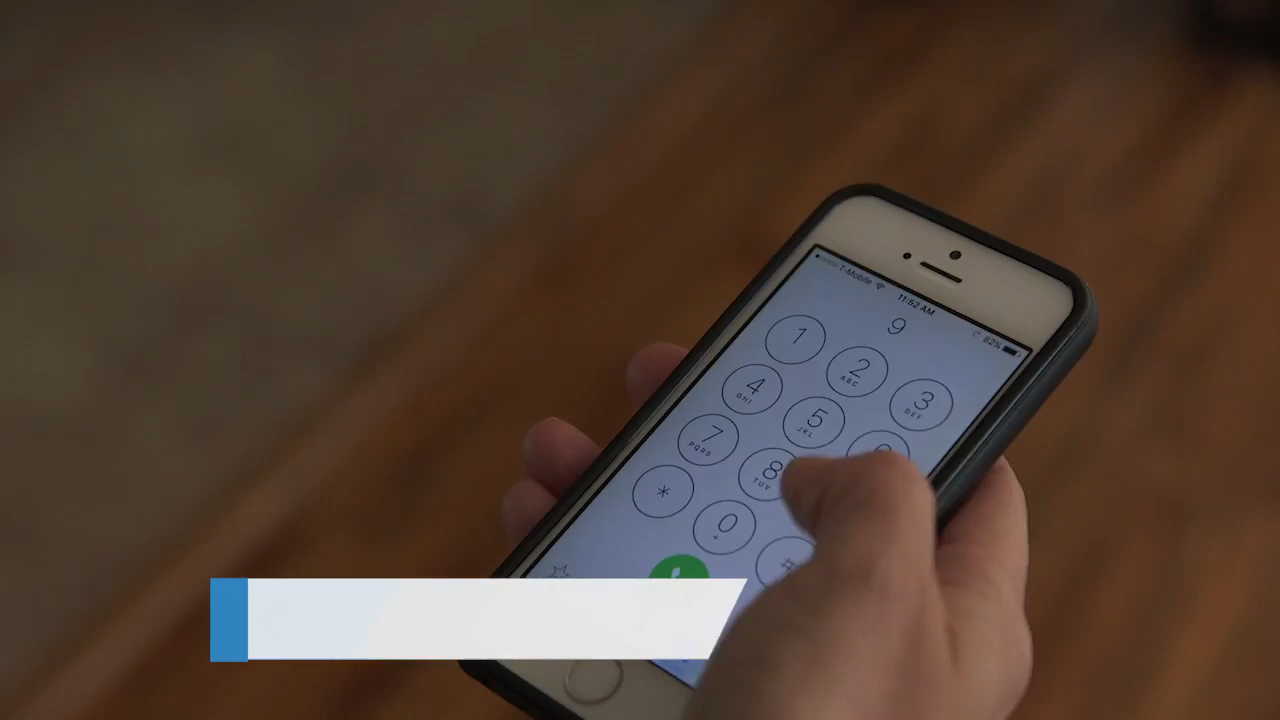 T-Mobile 11:52 AM 82%
9
1 2 ABC 3 DEF
4 GHI 5 JKL
7 PQRS 8 TUV
* 0 + #